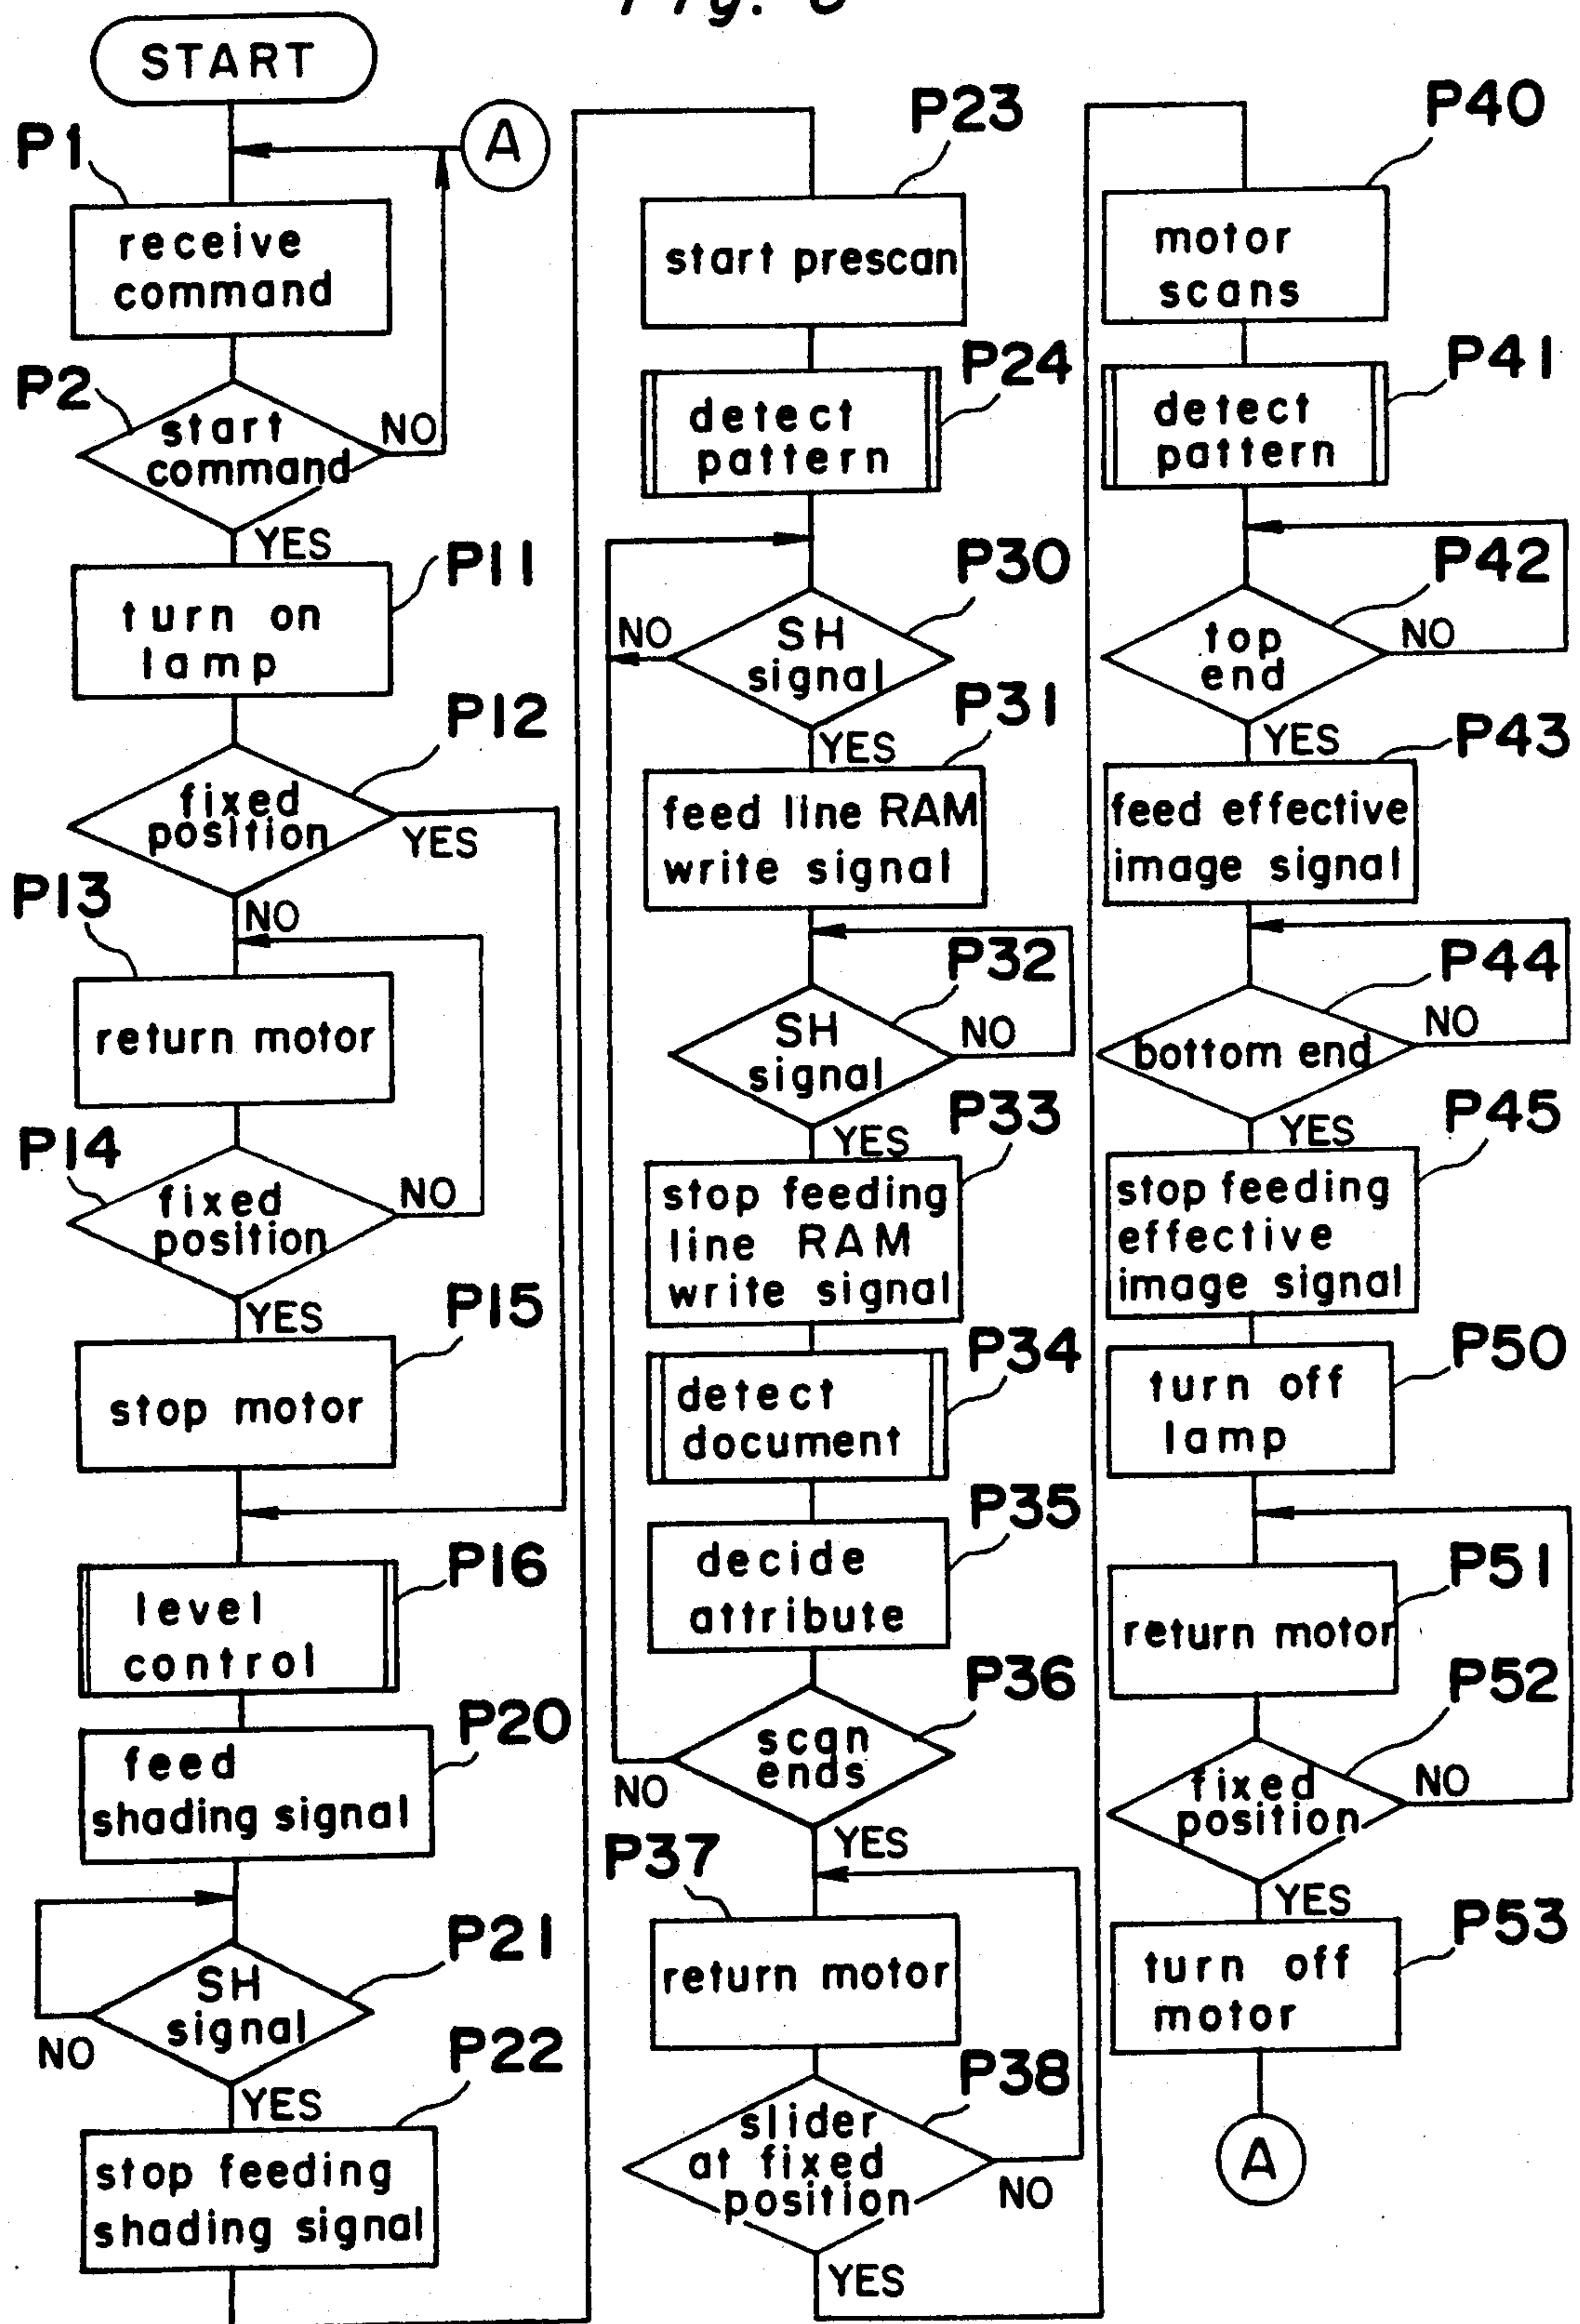 START
A
P1
receive
command
P2
start
command
NO
YES
P11
turn on
lamp
P12
fixed
position
YES
NO
P13
return motor
P14
fixed
position
NO
YES
P15
stop motor
P16
level
control
P20
feed
shading signal
P21
SH
signal
NO
YES
P22
stop feeding
shading signal
P23
start prescan
P24
detect
pattern
P30
SH
signal
NO
YES
P31
feed line RAM
write signal
P32
SH
signal
NO
YES
P33
stop feeding
line RAM
write signal
P34
detect
document
P35
decide
attribute
P36
scan
ends
NO
YES
P37
return motor
P38
slider
at fixed
position
NO
YES
P40
motor
scans
P41
detect
pattern
P42
top
end
NO
YES
P43
feed effective
image signal
P44
bottom end
NO
YES
P45
stop feeding
effective
image signal
P50
turn off
lamp
P51
return motor
P52
fixed
position
NO
YES
P53
turn off
motor
A